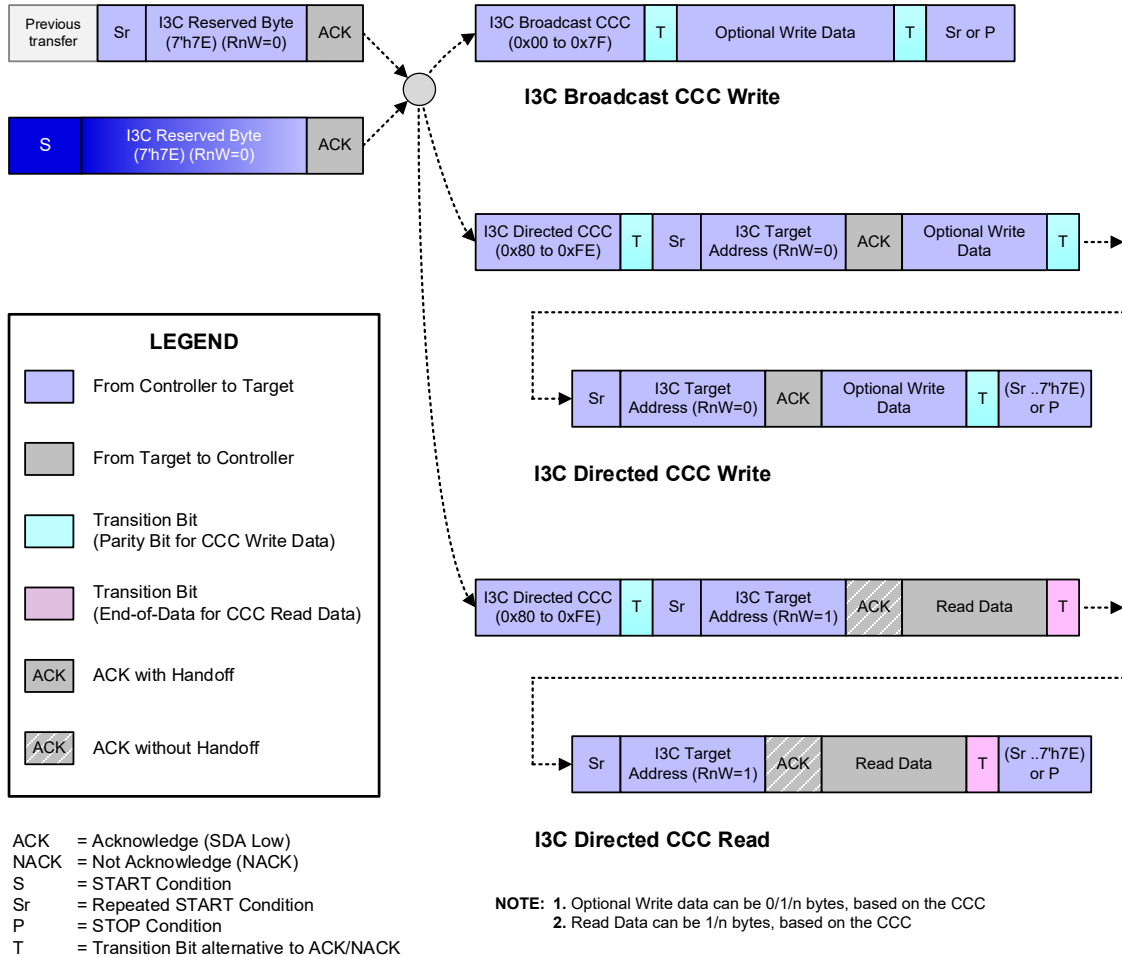 Previous
transfer
Sr
I3C Reserved Byte
(7'h7E) (RnW=0)
ACK
I3C Broadcast CCC
(0x00 to 0x7F)
T
Optional Write Data
T
Sr or P
I3C Broadcast CCC Write
S
I3C Reserved Byte
(7'h7E) (RnW=0)
ACK
I3C Directed CCC
(0x80 to 0xFE)
T
Sr
I3C Target
Address (RnW=0)
ACK
Optional Write
Data
T
Sr
I3C Target
Address (RnW=0)
ACK
Optional Write
Data
T
(Sr ..7'h7E)
or P
I3C Directed CCC Write
I3C Directed CCC
(0x80 to 0xFE)
T
Sr
I3C Target
Address (RnW=1)
ACK
Read Data
T
Sr
I3C Target
Address (RnW=1)
ACK
Read Data
T
(Sr ..7'h7E)
or P
I3C Directed CCC Read
LEGEND
From Controller to Target
From Target to Controller
Transition Bit
(Parity Bit for CCC Write Data)
Transition Bit
(End-of-Data for CCC Read Data)
ACK
ACK with Handoff
ACK
ACK without Handoff
ACK = Acknowledge (SDA Low)
NACK = Not Acknowledge (NACK)
S = START Condition
Sr = Repeated START Condition
P = STOP Condition
T = Transition Bit alternative to ACK/NACK
NOTE: 1. Optional Write data can be 0/1/n bytes, based on the CCC
2. Read Data can be 1/n bytes, based on the CCC